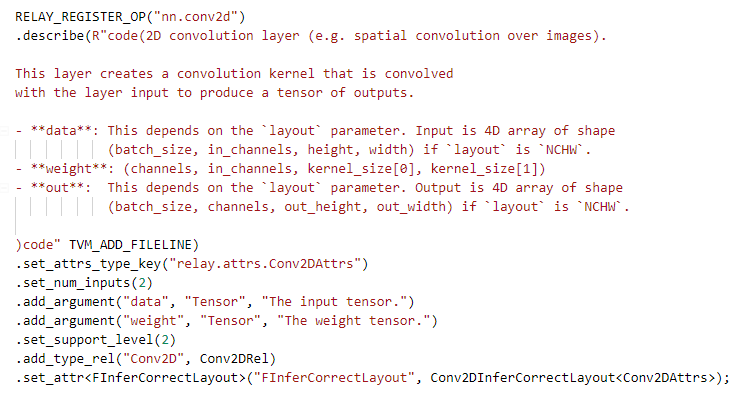 RELAY_REGISTER_OP("nn.conv2d")
.describe(R"code(2D convolution layer (e.g. spatial convolution over images).

This layer creates a convolution kernel that is convolved
with the layer input to produce a tensor of outputs.

- **data**: This depends on the `layout` parameter. Input is 4D array of shape
            (batch_size, in_channels, height, width) if `layout` is `NCHW`.
- **weight**: (channels, in_channels, kernel_size[0], kernel_size[1])
- **out**:  This depends on the `layout` parameter. Output is 4D array of shape
            (batch_size, channels, out_height, out_width) if `layout` is `NCHW`.

)code" TVM_ADD_FILELINE)
.set_attrs_type_key("relay.attrs.Conv2DAttrs")
.set_num_inputs(2)
.add_argument("data", "Tensor", "The input tensor.")
.add_argument("weight", "Tensor", "The weight tensor.")
.set_support_level(2)
.add_type_rel("Conv2D", Conv2DRel)
.set_attr<FInferCorrectLayout>("FInferCorrectLayout", Conv2DInferCorrectLayout<Conv2DAttrs>);